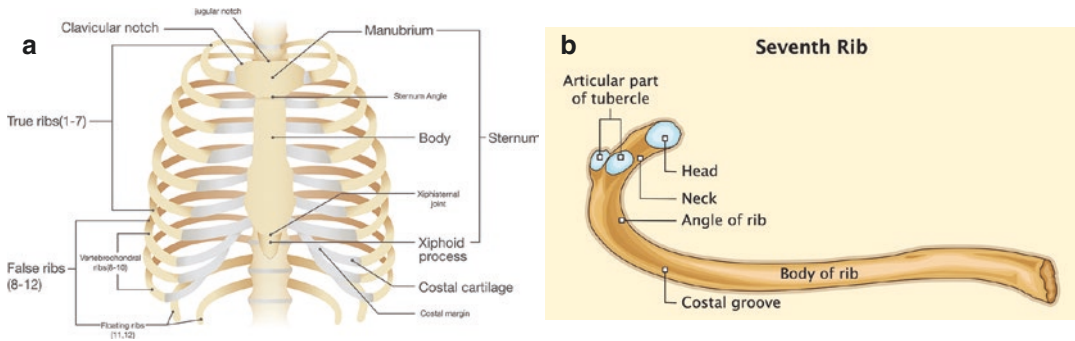 a
jugular notch
Clavicular notch
Manubrium
Sternum Angle
True ribs(1-7)
Body
Sternum
Xiphisternal
joint
Vertebrochondral
ribs(8-10)
Xiphoid
process
False ribs
(8-12)
Costal cartilage
Costal margin
Floating ribs
(11,12)
b
Seventh Rib
Articular part
of tubercle
Head
Neck
Angle of rib
Body of rib
Costal groove